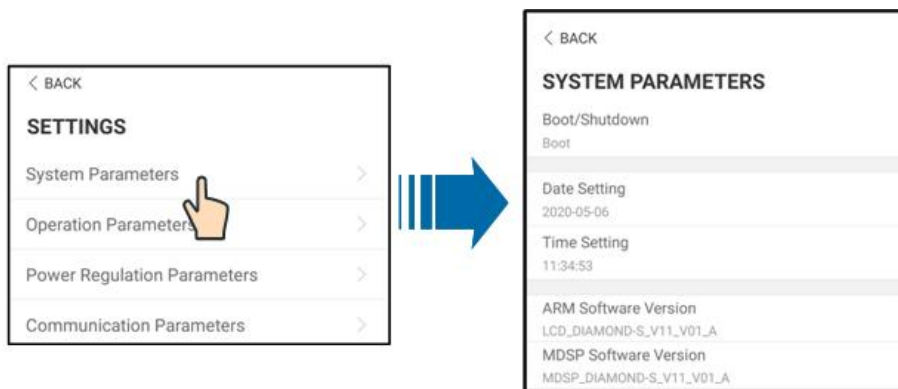 < BACK
SETTINGS
System Parameters
Operation Parameters
Power Regulation Parameters
Communication Parameters
< BACK
SYSTEM PARAMETERS
Boot/Shutdown
Boot
Date Setting
2020-05-06
Time Setting
11:34:53
ARM Software Version
LCD_DIAMOND-S_V11_V01_A
MDSP Software Version
MDSP_DIAMOND-S_V11_V01_A